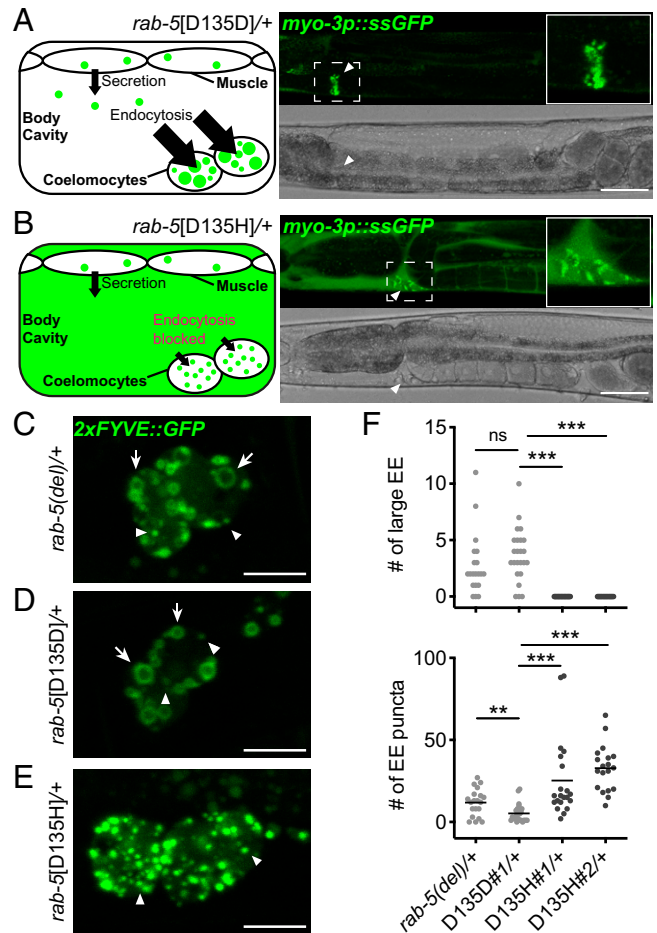 A
rab-5[D135D]/+
Secretion
Muscle
Body
Cavity
Endocytosis
Coelomocytes
myo-3p::ssGFP
B
rab-5[D135H]/+
Secretion
Muscle
Body
Cavity
Endocytosis
blocked
Coelomocytes
myo-3p::ssGFP
C
2xFYVE::GFP
rab-5(del)/+
D
rab-5[D135D]/+
E
rab-5[D135H]/+
F
# of large EE
15
10
5
0
ns
***
***
# of EE puncta
100
50
0
**
***
***
rab-5(del)/+
D135D#1/+
D135H#1/+
D135H#2/+